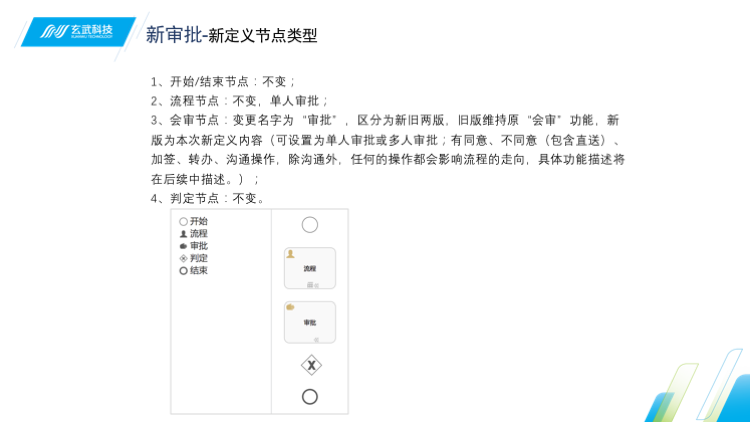 玄武科技
XUANWU TECHNOLOGY
新审批-新定义节点类型
1、开始/结束节点：不变；
2、流程节点：不变，单人审批；
3、会审节点：变更名字为“审批”，区分为新旧两版，旧版维持原“会审”功能，新
版为本次新定义内容（可设置为单人审批或多人审批；有同意、不同意（包含直送）、
加签、转办、沟通操作，除沟通外，任何的操作都会影响流程的走向，具体功能描述将
在后续中描述。）；
4、判定节点：不变。
开始
流程
审批
判定
结束
流程
审批
X